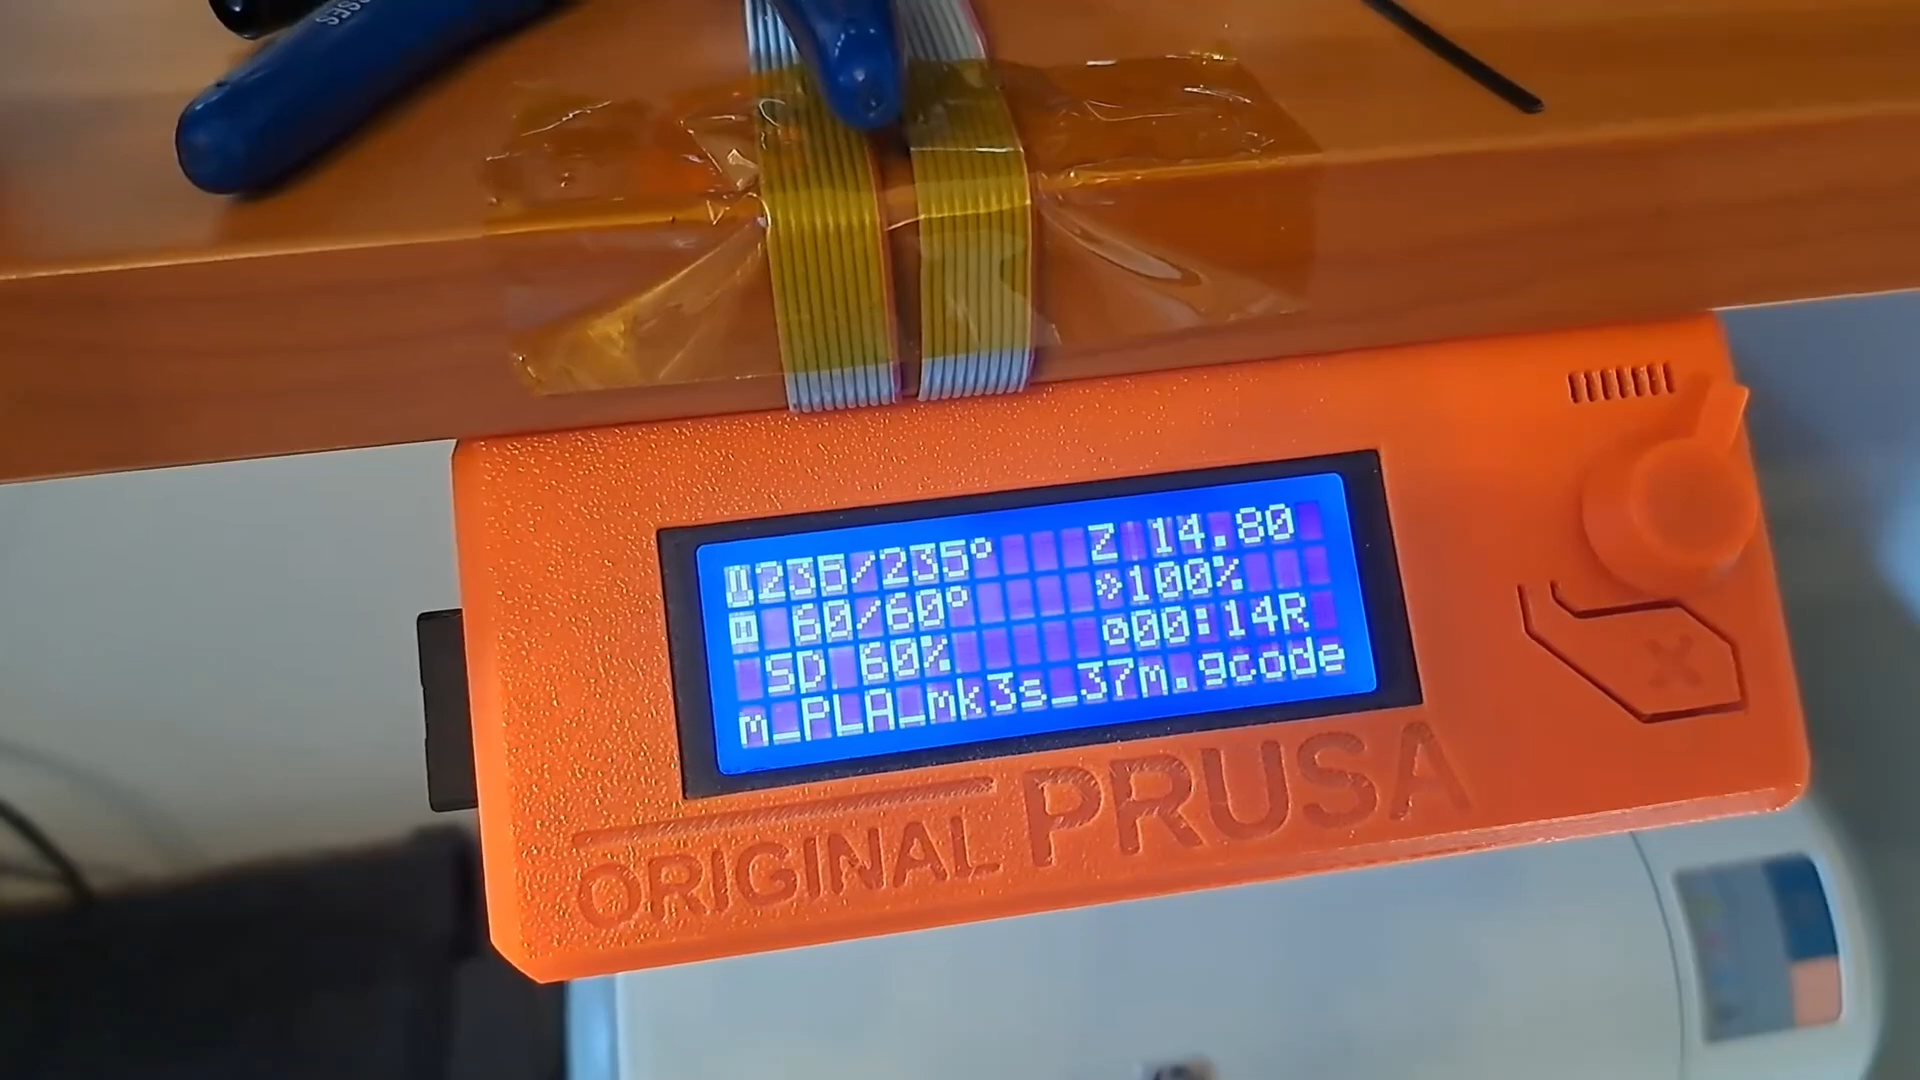 235/235° Z 14.80
60/60° 100%
SD 60% 00:14R
m_PLA_mk3s_37m.gcode
ORIGINAL PRUSA